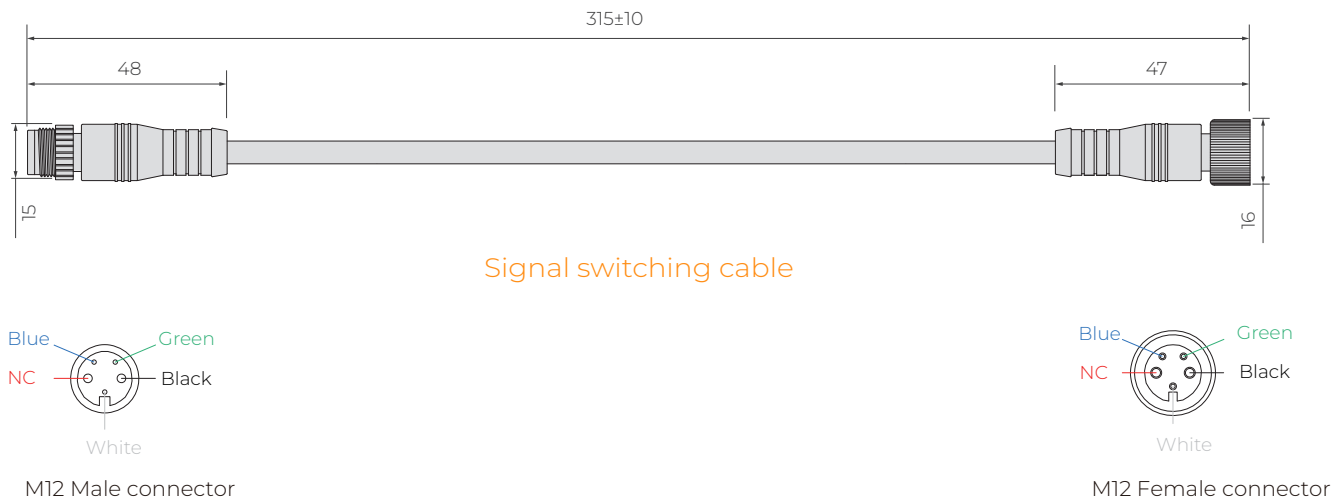 315±10
48
47
15
16
Signal switching cable
Blue
Green
NC
Black
White
M12 Male connector
Blue
Green
NC
Black
White
M12 Female connector